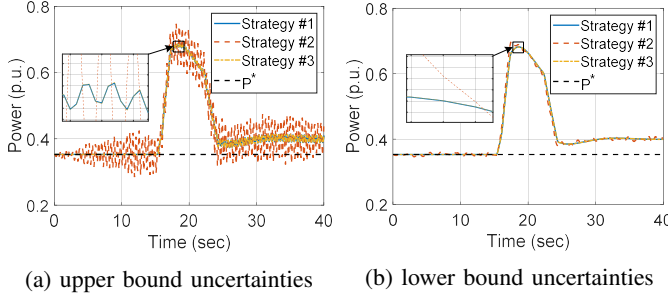 Strategy #1
Strategy #2
Strategy #3
P*
Power (p.u.)
0.8
0.6
0.4
0.2
0 10 20 30 40
Time (sec)
(a) upper bound uncertainties
Strategy #1
Strategy #2
Strategy #3
P*
Power (p.u.)
0.8
0.6
0.4
0.2
0 10 20 30 40
Time (sec)
(b) lower bound uncertainties